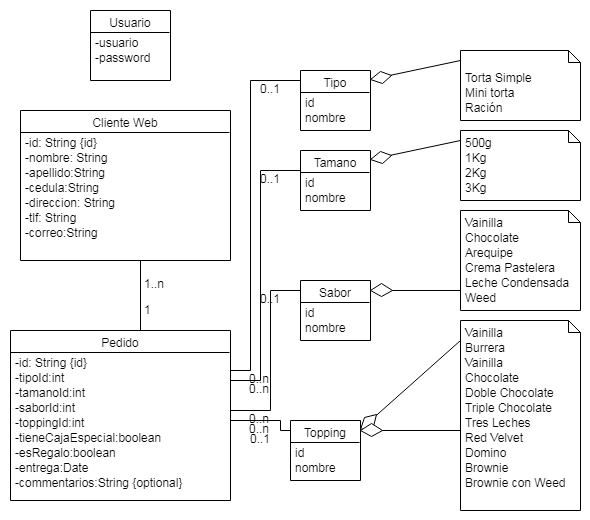 Usuario
-usuario
-password
Cliente Web
-id: String {id}
-nombre: String
-apellido:String
-cedula:String
-direccion: String
-tlf: String
-correo:String
1..n
1
Pedido
-id: String {id}
-tipoId:int
-tamanoId:int
-saborId:int
-toppingId:int
-tieneCajaEspecial:boolean
-esRegalo:boolean
-entrega:Date
-commentarios:String {optional}
0..1
Tipo
id
nombre
Torta Simple
Mini torta
Ración
0..1
Tamano
id
nombre
500g
1Kg
2Kg
3Kg
0..1
Sabor
id
nombre
Vainilla
Chocolate
Arequipe
Crema Pastelera
Leche Condensada
Weed
0..n
0..n
0..n
0..n
0..1
Topping
id
nombre
Vainilla
Burrera
Vainilla
Chocolate
Doble Chocolate
Triple Chocolate
Tres Leches
Red Velvet
Domino
Brownie
Brownie con Weed